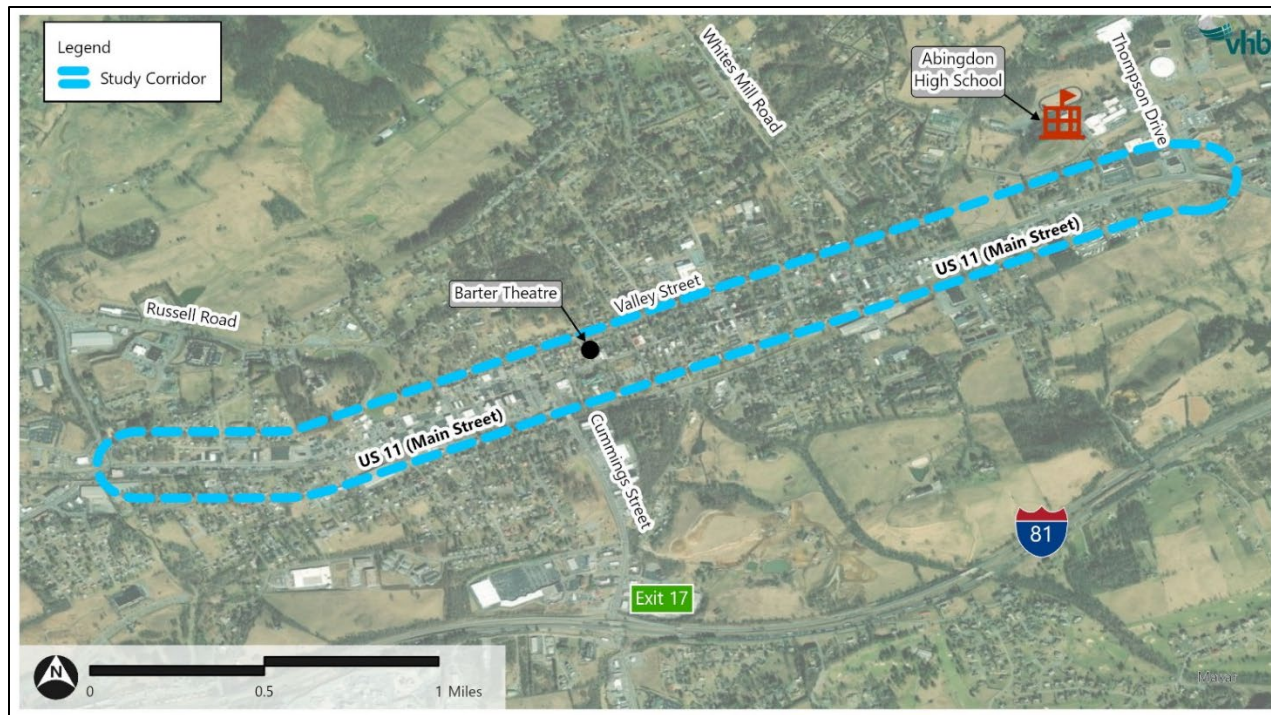 Legend
Study Corridor
Whites Mill Road
Abingdon
High School
Thompson Drive
vhb
US 11 (Main Street)
Valley Street
Barter Theatre
Russell Road
US 11 (Main Street)
Cummings Street
81
Exit 17
N
0
0.5
1 Miles
Maxar